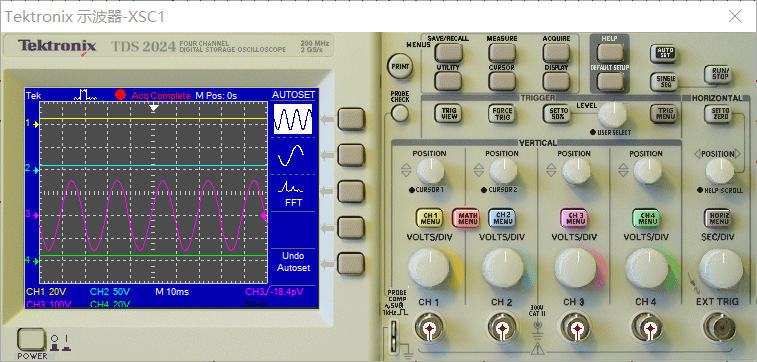 Tektronix 示波器-XSC1
Tektronix TDS 2024 FOUR CHANNEL DIGITAL STORAGE OSCILLOSCOPE 200 MHz 2 GS/s
MENUS SAVE/RECALL MEASURE ACQUIRE HELP
AUTO SET
PRINT UTILITY CURSOR DISPLAY DEFAULT SETUP
SINGLE SEQ RUN/STOP
Tek Acq Complete M Pos: 0s AUTOSET
PROBE CHECK
TRIGGER
TRIG VIEW FORCE TRIG SET TO 50% LEVEL TRIG MENU
USER SELECT
HORIZONTAL
SET TO ZERO
1
VERTICAL
POSITION POSITION POSITION POSITION POSITION
2
CURSOR 1 CURSOR 2 HELP SCROLL
FFT
3
CH 1 MENU MATH MENU CH 2 MENU CH 3 MENU CH 4 MENU HORIZ MENU
VOLTS/DIV VOLTS/DIV VOLTS/DIV VOLTS/DIV SEC/DIV
4
Undo Autoset
CH1 20V CH2 50V M 10ms CH3/-18.4pV
CH3 100V CH4 20V
PROBE COMP ~5V 1kHz
CH 1 CH 2 300V CAT II CH 3 CH 4 EXT TRIG
POWER